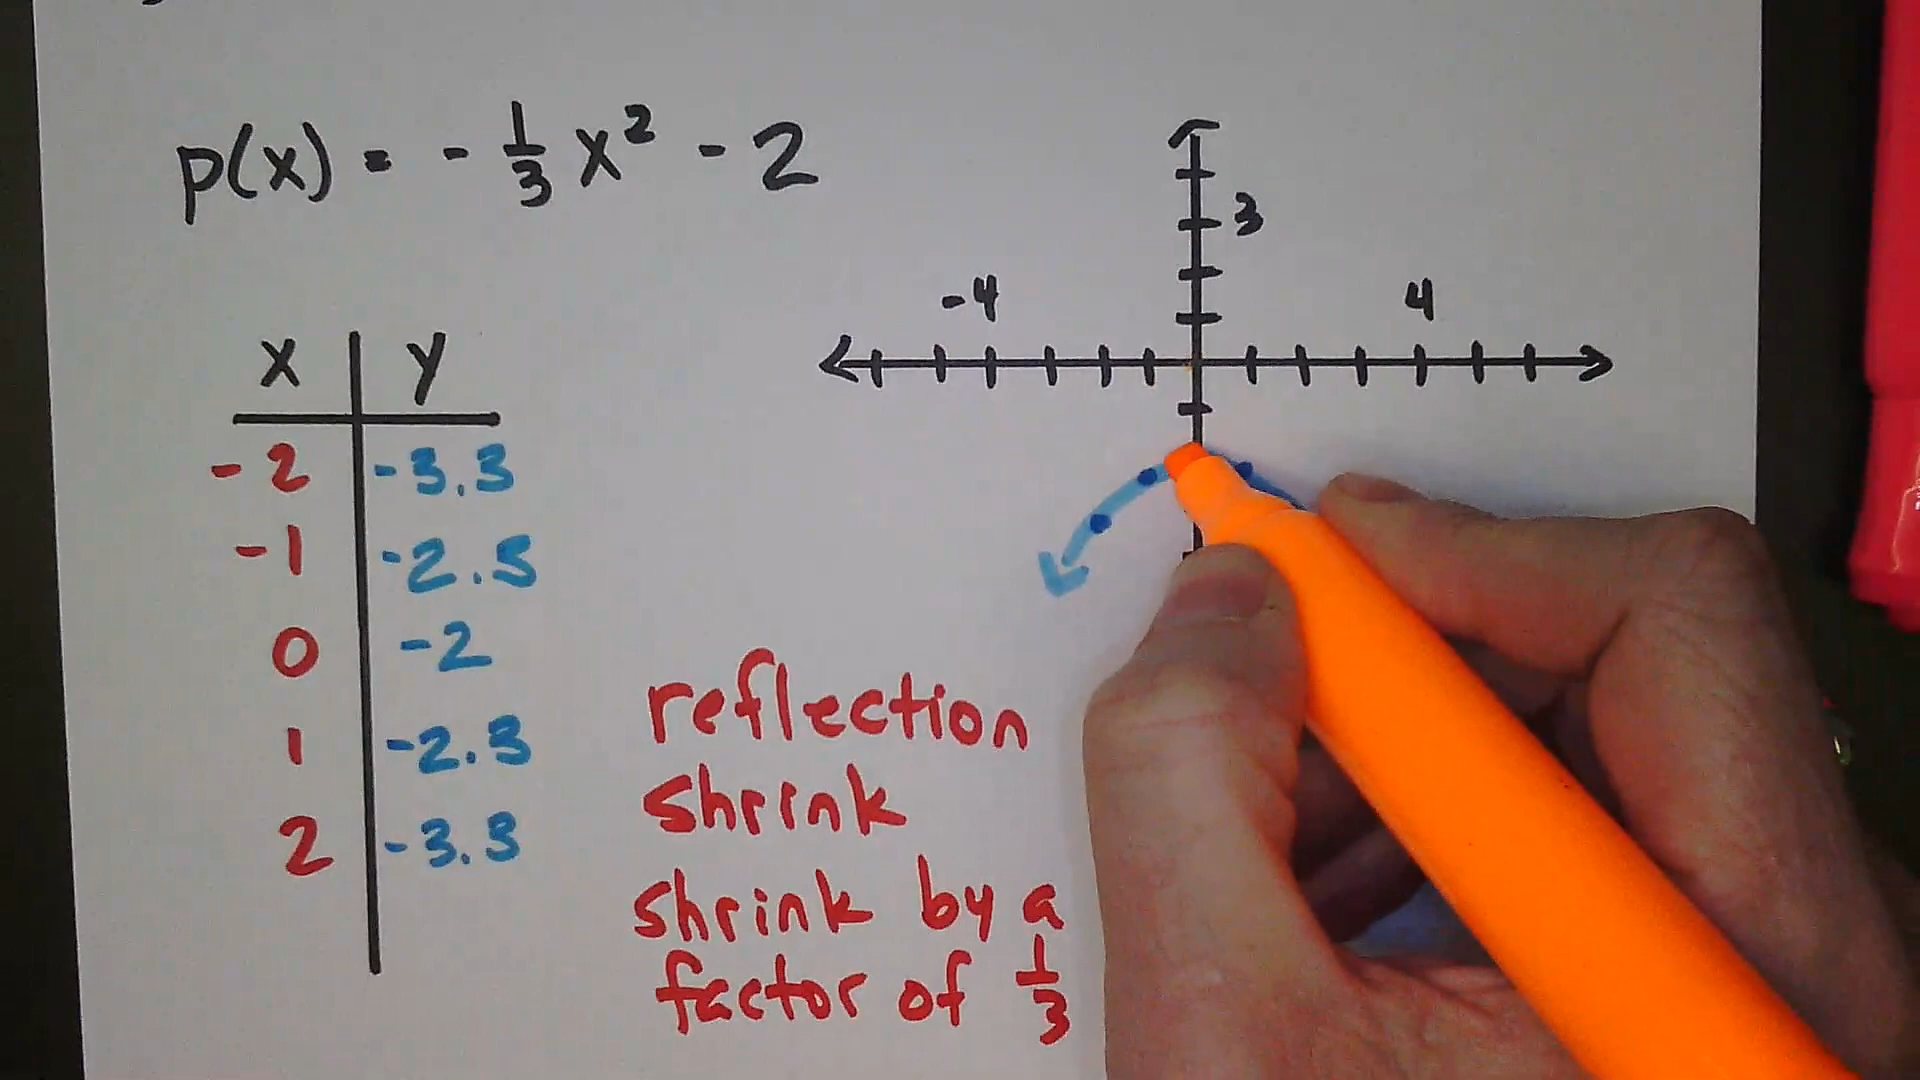 p(x) = - 1/3 x² - 2
3
-4 4
x y
-2 -3.3
-1 -2.3
0 -2
1 -2.3
2 -3.3
reflection
shrink
shrink by a
factor of 1/3